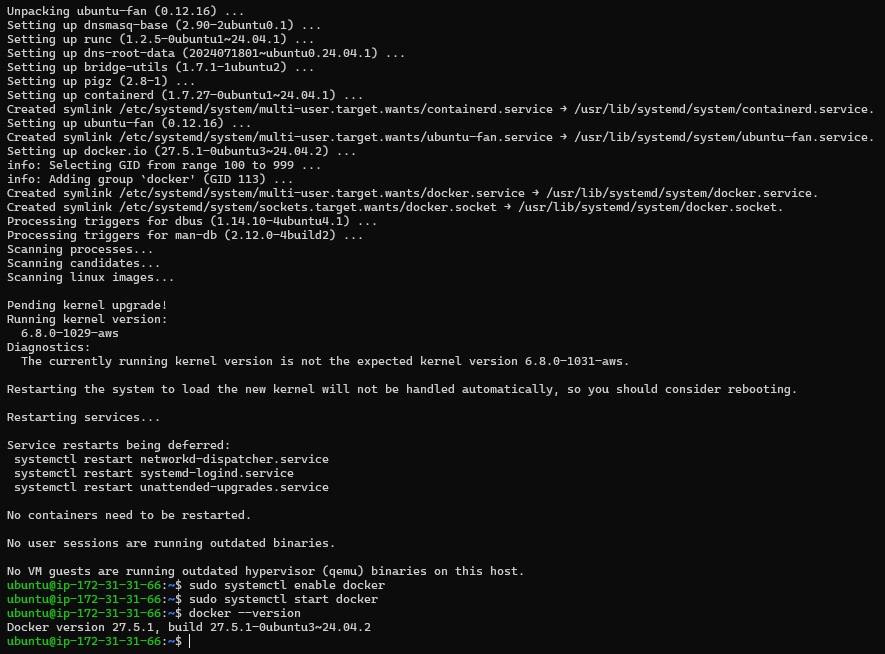 Unpacking ubuntu-fan (0.12.16) ...
Setting up dnsmasq-base (2.90-2ubuntu0.1) ...
Setting up runc (1.2.5-0ubuntu1~24.04.1) ...
Setting up dns-root-data (2024071801~ubuntu0.24.04.1) ...
Setting up bridge-utils (1.7.1-1ubuntu2) ...
Setting up pigz (2.8-1) ...
Setting up containerd (1.7.27-0ubuntu1~24.04.1) ...
Created symlink /etc/systemd/system/multi-user.target.wants/containerd.service → /usr/lib/systemd/system/containerd.service.
Setting up ubuntu-fan (0.12.16) ...
Created symlink /etc/systemd/system/multi-user.target.wants/ubuntu-fan.service → /usr/lib/systemd/system/ubuntu-fan.service.
Setting up docker.io (27.5.1-0ubuntu3~24.04.2) ...
info: Selecting GID from range 100 to 999 ...
info: Adding group `docker' (GID 113) ...
Created symlink /etc/systemd/system/multi-user.target.wants/docker.service → /usr/lib/systemd/system/docker.service.
Created symlink /etc/systemd/system/sockets.target.wants/docker.socket → /usr/lib/systemd/system/docker.socket.
Processing triggers for dbus (1.14.10-4ubuntu4.1) ...
Processing triggers for man-db (2.12.0-4build2) ...
Scanning processes...
Scanning candidates...
Scanning linux images...
Pending kernel upgrade!
Running kernel version:
  6.8.0-1029-aws
Diagnostics:
  The currently running kernel version is not the expected kernel version 6.8.0-1031-aws.
Restarting the system to load the new kernel will not be handled automatically, so you should consider rebooting.
Restarting services...
Service restarts being deferred:
 systemctl restart networkd-dispatcher.service
 systemctl restart systemd-logind.service
 systemctl restart unattended-upgrades.service
No containers need to be restarted.
No user sessions are running outdated binaries.
No VM guests are running outdated hypervisor (qemu) binaries on this host.
ubuntu@ip-172-31-31-66:~$ sudo systemctl enable docker
ubuntu@ip-172-31-31-66:~$ sudo systemctl start docker
ubuntu@ip-172-31-31-66:~$ docker --version
Docker version 27.5.1, build 27.5.1-0ubuntu3~24.04.2
ubuntu@ip-172-31-31-66:~$